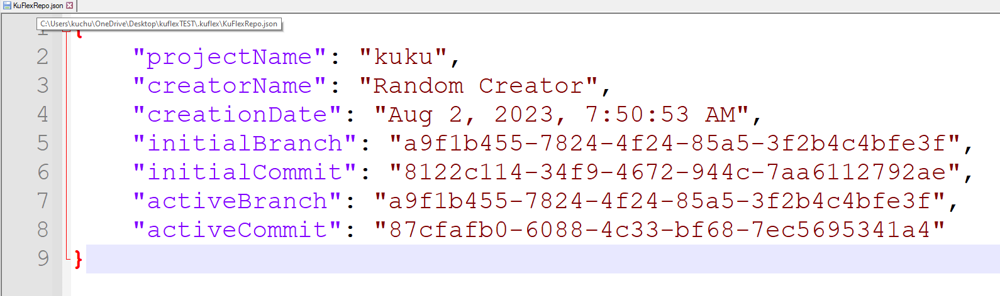 KuFlexRepo.json
C:\Users\kuchu\OneDrive\Desktop\kuflexTEST\.kuflex\KuFlexRepo.json
1 {
2 "projectName": "kuku",
3 "creatorName": "Random Creator",
4 "creationDate": "Aug 2, 2023, 7:50:53 AM",
5 "initialBranch": "a9f1b455-7824-4f24-85a5-3f2b4c4bfe3f",
6 "initialCommit": "8122c114-34f9-4672-944c-7aa6112792ae",
7 "activeBranch": "a9f1b455-7824-4f24-85a5-3f2b4c4bfe3f",
8 "activeCommit": "87cfafb0-6088-4c33-bf68-7ec5695341a4"
9 }